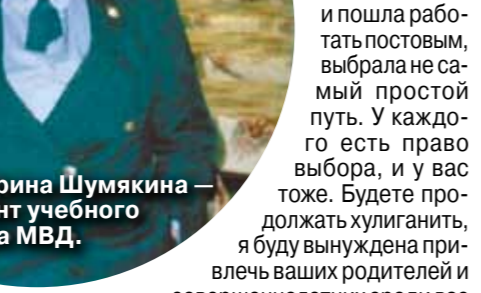 и пошла рабо-
тать постовым,
выбрала не са-
мый простой
путь. У каждо-
го есть право
выбора, и у вас
тоже. Будете про-
должать хулиганить,
я буду вынуждена при-
влечь ваших родителей и
рина Шумякина —
нт учебного
а МВД.